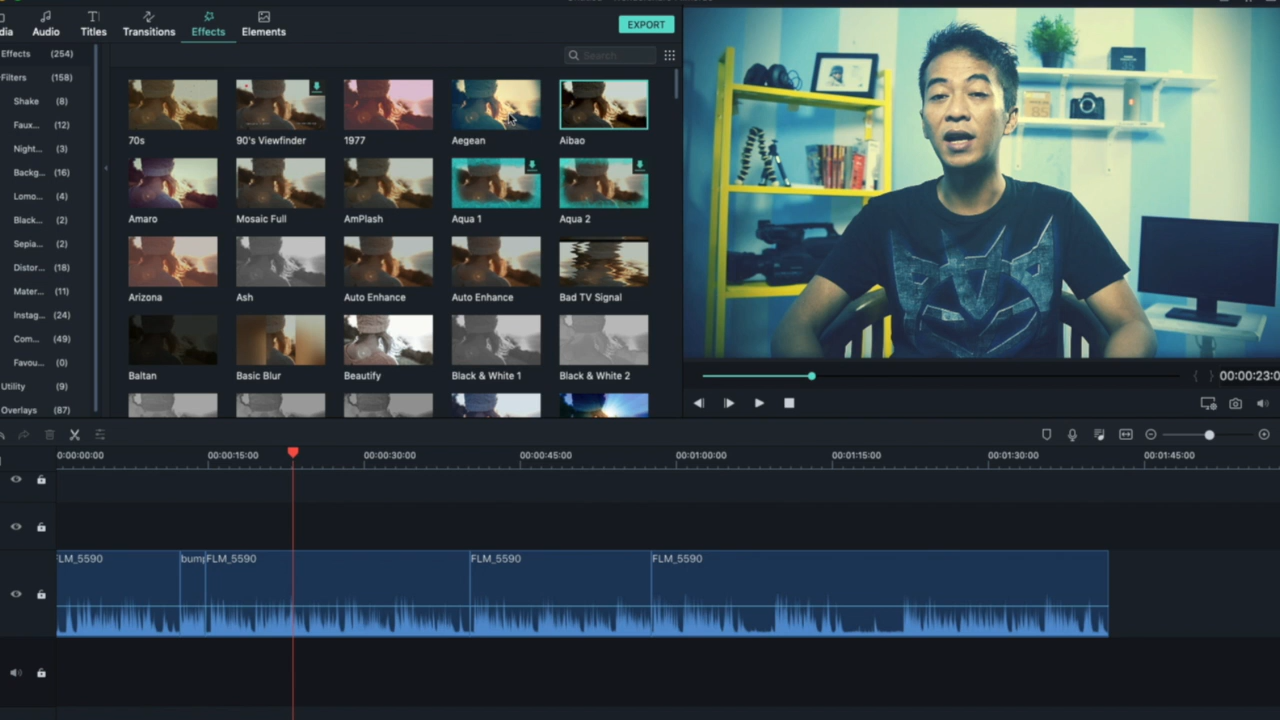 dia
Audio
Titles
Transitions
Effects
Elements
EXPORT
Effects (254)
Filters (158)
Shake (8)
Faux... (12)
Night... (3)
Backg... (16)
Lomo... (4)
Black... (2)
Sepia... (2)
Distor... (18)
Mater... (11)
Instag... (24)
Com... (49)
Favou... (0)
Utility (9)
Overlays (87)
Search
70s
90's Viewfinder
1977
Aegean
Aibao
Amaro
Mosaic Full
AmPlash
Aqua 1
Aqua 2
Arizona
Ash
Auto Enhance
Auto Enhance
Bad TV Signal
Baltan
Basic Blur
Beautify
Black & White 1
Black & White 2
85
00:00:23:0
0:00:00:00
00:00:15:00
00:00:30:00
00:00:45:00
00:01:00:00
00:01:15:00
00:01:30:00
00:01:45:00
FLM_5590
bump
FLM_5590
FLM_5590
FLM_5590